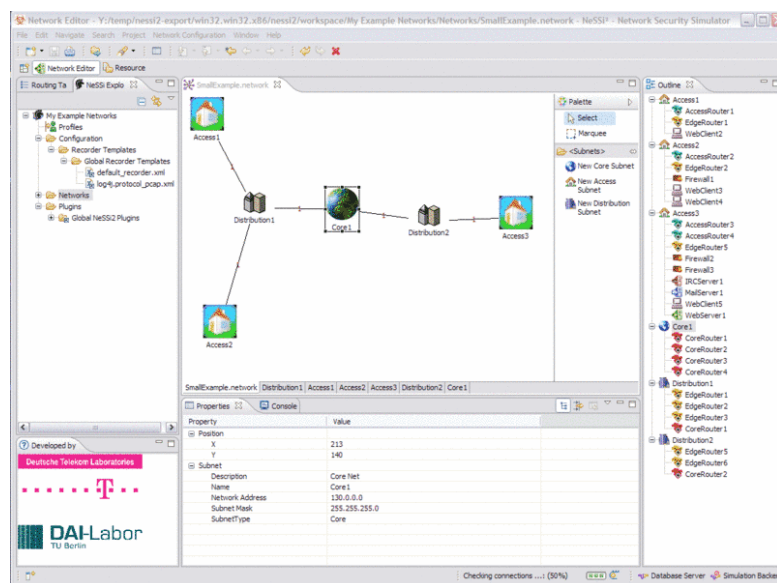 Network Editor - Y:/temp/nessi2-export/win32.win32.x86/nessi2/workspace/My Example Networks/Networks/SmallExample.network - NeSSi² - Network Security Simulator
File Edit Navigate Search Project Network Configuration Window Help
Network Editor Resource
Routing Ta NeSSi Explo
My Example Networks
Profiles
Configuration
Recorder Templates
Global Recorder Templates
default_recorder.xml
log4j.protocol_pcap.xml
Networks
Plugins
Global NeSSi2 Plugins
Developed by
Deutsche Telekom Laboratories
T
DAI-Labor
TU Berlin
SmallExample.network
Access1
Distribution1
Core1
Distribution2
Access3
Access2
Palette
Select
Marquee
<Subnets>
New Core Subnet
New Access
Subnet
New Distribution
Subnet
SmallExample.network Distribution1 Access1 Access2 Access3 Distribution2 Core1
Properties Console
Property Value
Position
X 213
Y 140
Subnet
Description Core Net
Name Core1
Network Address 130.0.0.0
Subnet Mask 255.255.255.0
SubnetType Core
Outline
Access1
AccessRouter1
EdgeRouter1
WebClient2
Access2
AccessRouter2
EdgeRouter2
Firewall1
WebClient3
WebClient4
Access3
AccessRouter3
AccessRouter4
EdgeRouter5
Firewall2
Firewall3
IRCServer1
MailServer1
WebClient5
WebServer1
Core1
CoreRouter1
CoreRouter2
CoreRouter3
CoreRouter4
Distribution1
EdgeRouter1
EdgeRouter2
EdgeRouter3
CoreRouter1
Distribution2
EdgeRouter5
EdgeRouter6
CoreRouter2
Checking connections ...: (50%) Database Server Simulation Backen